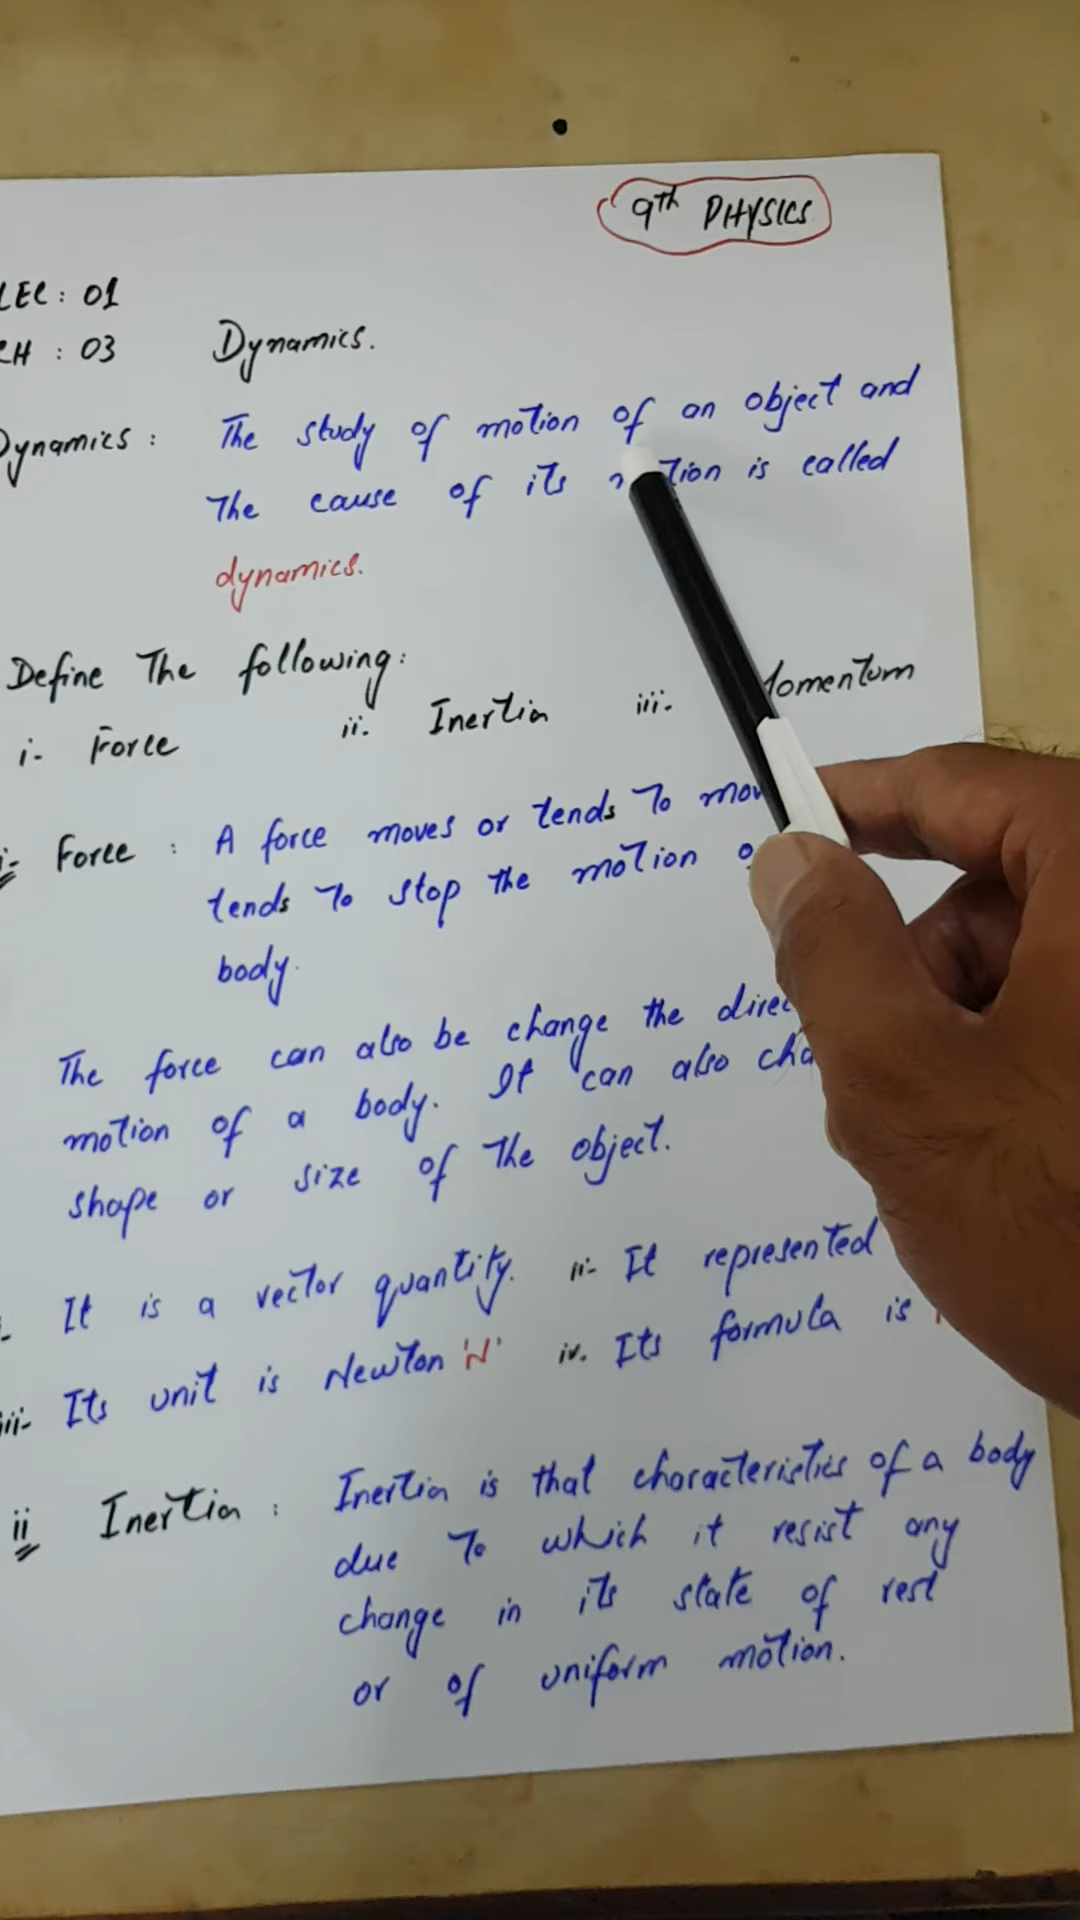 9th PHYSICS
LEC : 01
CH : 03 Dynamics.
Dynamics : The study of motion of an object and
The cause of its is called
dynamics.
Define The following :
i- Force ii. Inertia iii. Momentum
i- Force : A force moves or tends To
tends To stop the motion
body.
The force can also be change the
motion of a body. It can also
shape or size of the object.
It is a vector quantity. ii- It represented
iii- Its unit is Newton 'N' iv. Its formula is
ii Inertia : Inertia is that characteristics of a body
due To which it resist any
change in its state of rest
or of uniform motion.